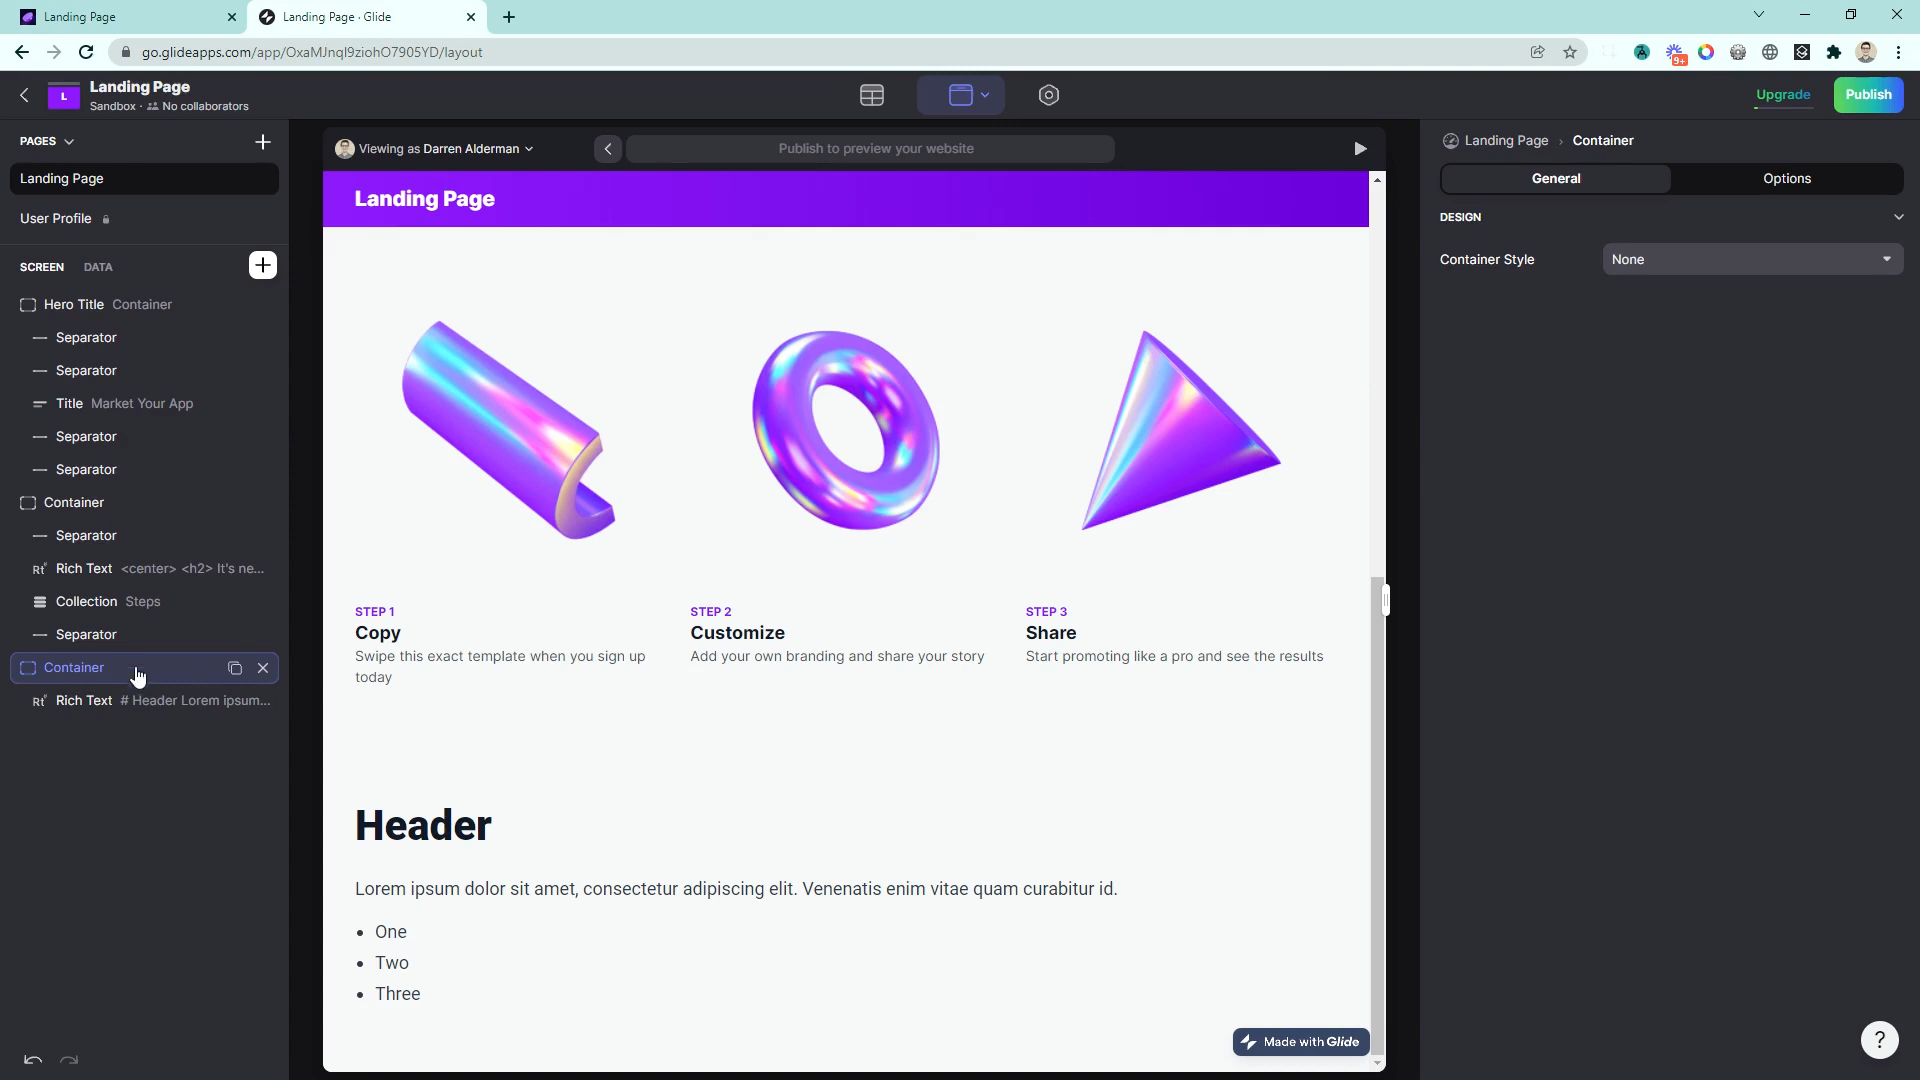 Landing Page
Landing Page · Glide
go.glideapps.com/app/OxaMJnqI9ziohO7905YD/layout
9+
L
Landing Page
Sandbox · No collaborators
Upgrade
Publish
PAGES
Landing Page
User Profile
SCREEN DATA
Hero Title Container
Separator
Separator
Title Market Your App
Separator
Separator
Container
Separator
Rt Rich Text <center> <h2> It's ne...
Collection Steps
Separator
Container
Rt Rich Text # Header Lorem ipsum...
Viewing as Darren Alderman
Publish to preview your website
Landing Page
STEP 1
Copy
Swipe this exact template when you sign up
today
STEP 2
Customize
Add your own branding and share your story
STEP 3
Share
Start promoting like a pro and see the results
Header
Lorem ipsum dolor sit amet, consectetur adipiscing elit. Venenatis enim vitae quam curabitur id.
• One
• Two
• Three
Made with Glide
Landing Page › Container
General
Options
DESIGN
Container Style
None
?